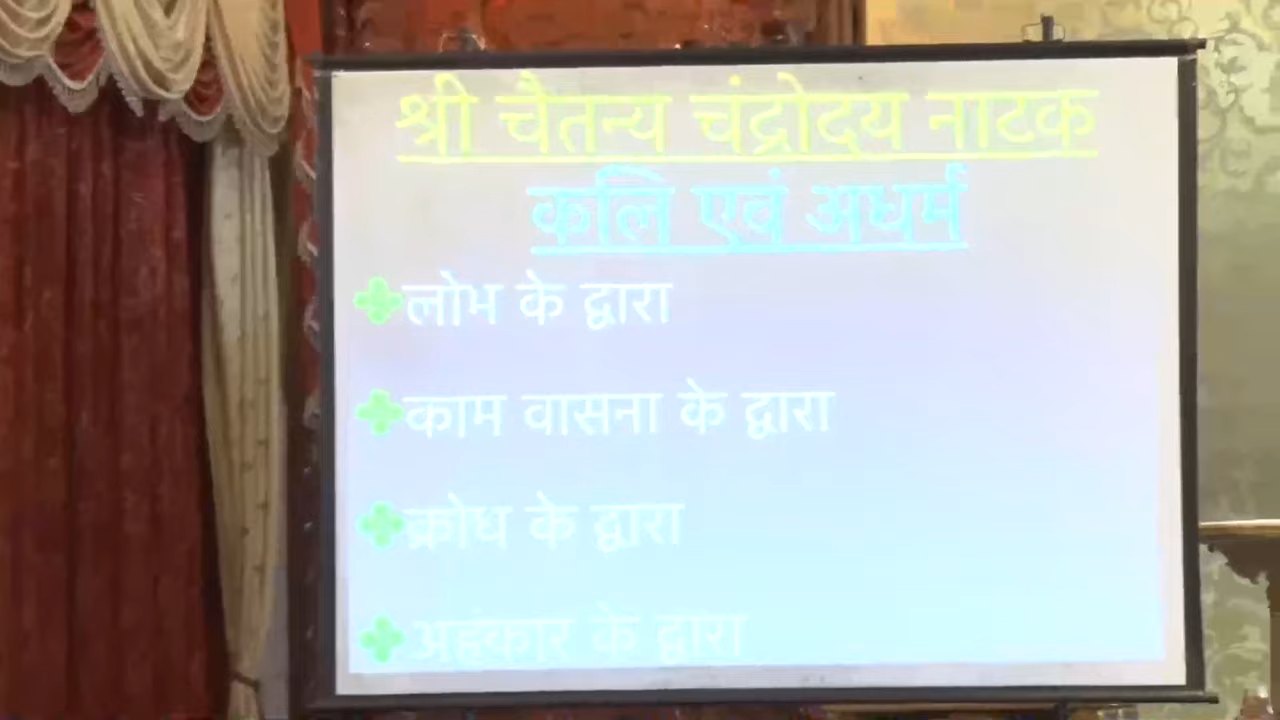 श्री चैतन्य चंद्रोदय नाटक
कलि एवं अधर्म
लोभ के द्वारा
काम वासना के द्वारा
क्रोध के द्वारा
अहंकार के द्वारा